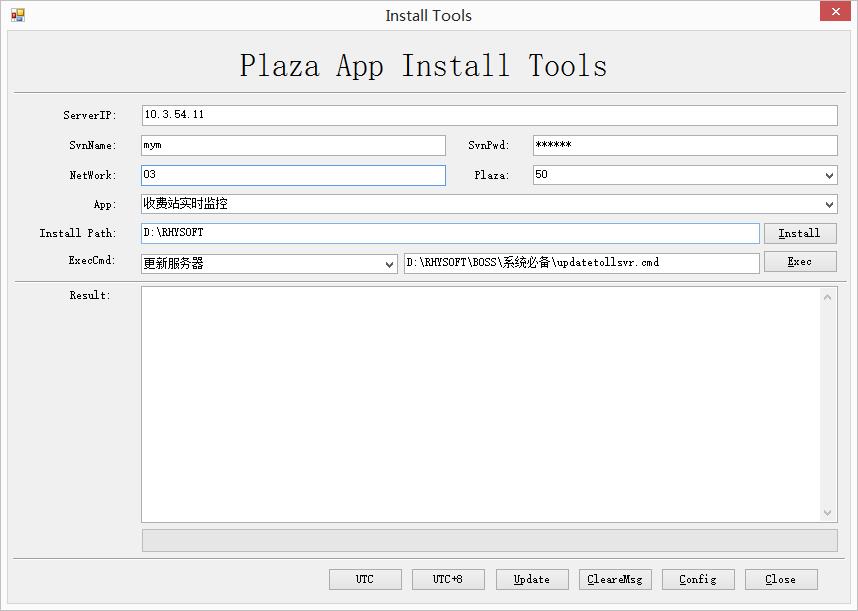 Install Tools
Plaza App Install Tools
ServerIP: 10.3.54.11
SvnName: mym SvnPwd: ******
NetWork: 03 Plaza: 50
App: 收费站实时监控
Install Path: D:\RHYSOFT Install
ExecCmd: 更新服务器 D:\RHYSOFT\BOSS\系统必备\updatetollsvr.cmd Exec
Result:
UTC UTC+8 Update CleareMsg Config Close